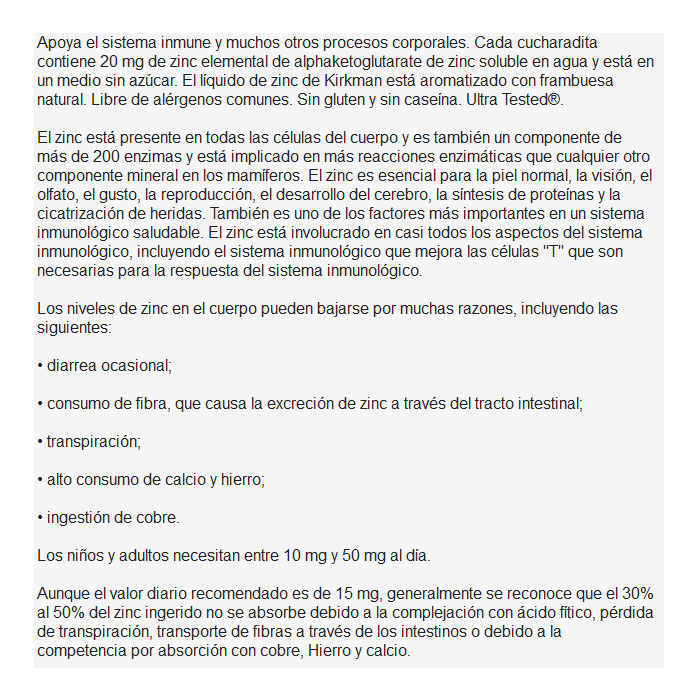 Apoya el sistema inmune y muchos otros procesos corporales. Cada cucharadita
contiene 20 mg de zinc elemental de alphaketoglutarate de zinc soluble en agua y está en
un medio sin azúcar. El líquido de zinc de Kirkman está aromatizado con frambuesa
natural. Libre de alérgenos comunes. Sin gluten y sin caseína. Ultra Tested®.
El zinc está presente en todas las células del cuerpo y es también un componente de
más de 200 enzimas y está implicado en más reacciones enzimáticas que cualquier otro
componente mineral en los mamíferos. El zinc es esencial para la piel normal, la visión, el
olfato, el gusto, la reproducción, el desarrollo del cerebro, la síntesis de proteínas y la
cicatrización de heridas. También es uno de los factores más importantes en un sistema
inmunológico saludable. El zinc está involucrado en casi todos los aspectos del sistema
inmunológico, incluyendo el sistema inmunológico que mejora las células "T" que son
necesarias para la respuesta del sistema inmunológico.
Los niveles de zinc en el cuerpo pueden bajarse por muchas razones, incluyendo las
siguientes:
• diarrea ocasional;
• consumo de fibra, que causa la excreción de zinc a través del tracto intestinal;
• transpiración;
• alto consumo de calcio y hierro;
• ingestión de cobre.
Los niños y adultos necesitan entre 10 mg y 50 mg al día.
Aunque el valor diario recomendado es de 15 mg, generalmente se reconoce que el 30%
al 50% del zinc ingerido no se absorbe debido a la complejación con ácido fítico, pérdida
de transpiración, transporte de fibras a través de los intestinos o debido a la
competencia por absorción con cobre, Hierro y calcio.